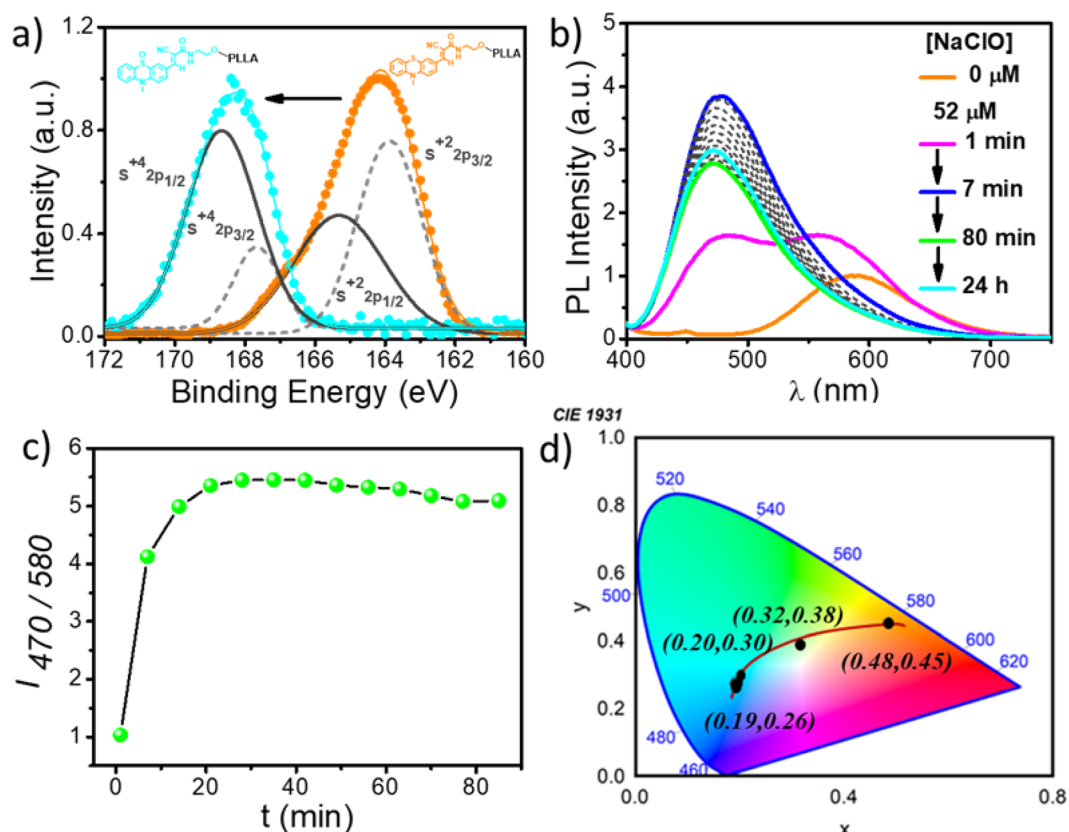 a)
1.2
0.8
0.4
0.0
Intensity (a.u.)
172 170 168 166 164 162 160
Binding Energy (eV)
NC
O
N
H
O
PLLA
H
S
N
NC
O
N
H
O
PLLA
H
S
N
S+4 2p1/2
S+4 2p3/2
S+2 2p3/2
S+2 2p1/2
b)
5
4
3
2
1
0
PL Intensity (a.u.)
400 500 600 700
λ (nm)
[NaClO]
0 μM
52 μM
1 min
7 min
80 min
24 h
c)
6
5
4
3
2
1
I 470 / 580
0 20 40 60 80
t (min)
CIE 1931
d)
1.0
0.8
0.6
0.4
0.2
0.0
y
0.0 0.4 0.8
x
520
540
560
500
580
600
620
480
460
(0.32,0.38)
(0.20,0.30)
(0.48,0.45)
(0.19,0.26)